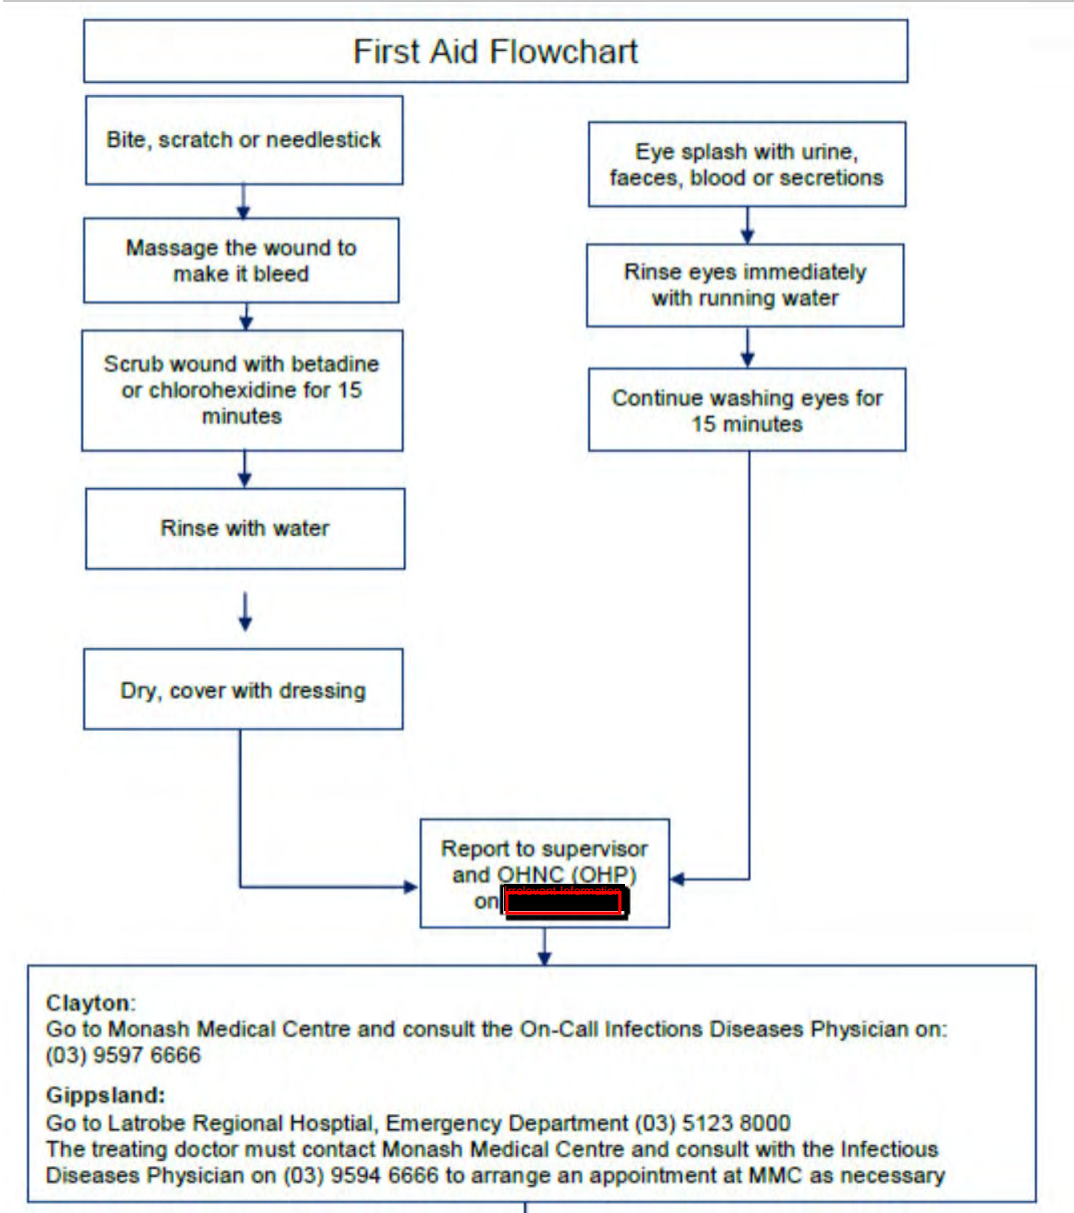 First Aid Flowchart
Bite, scratch or needlestick
Massage the wound to
make it bleed
Scrub wound with betadine
or chlorohexidine for 15
minutes
Rinse with water
Dry, cover with dressing
Eye splash with urine,
faeces, blood or secretions
Rinse eyes immediately
with running water
Continue washing eyes for
15 minutes
Report to supervisor
and OHNC (OHP)
on
Irrelevant Information
Clayton:
Go to Monash Medical Centre and consult the On-Call Infections Diseases Physician on:
(03) 9597 6666
Gippsland:
Go to Latrobe Regional Hosptial, Emergency Department (03) 5123 8000
The treating doctor must contact Monash Medical Centre and consult with the Infectious
Diseases Physician on (03) 9594 6666 to arrange an appointment at MMC as necessary